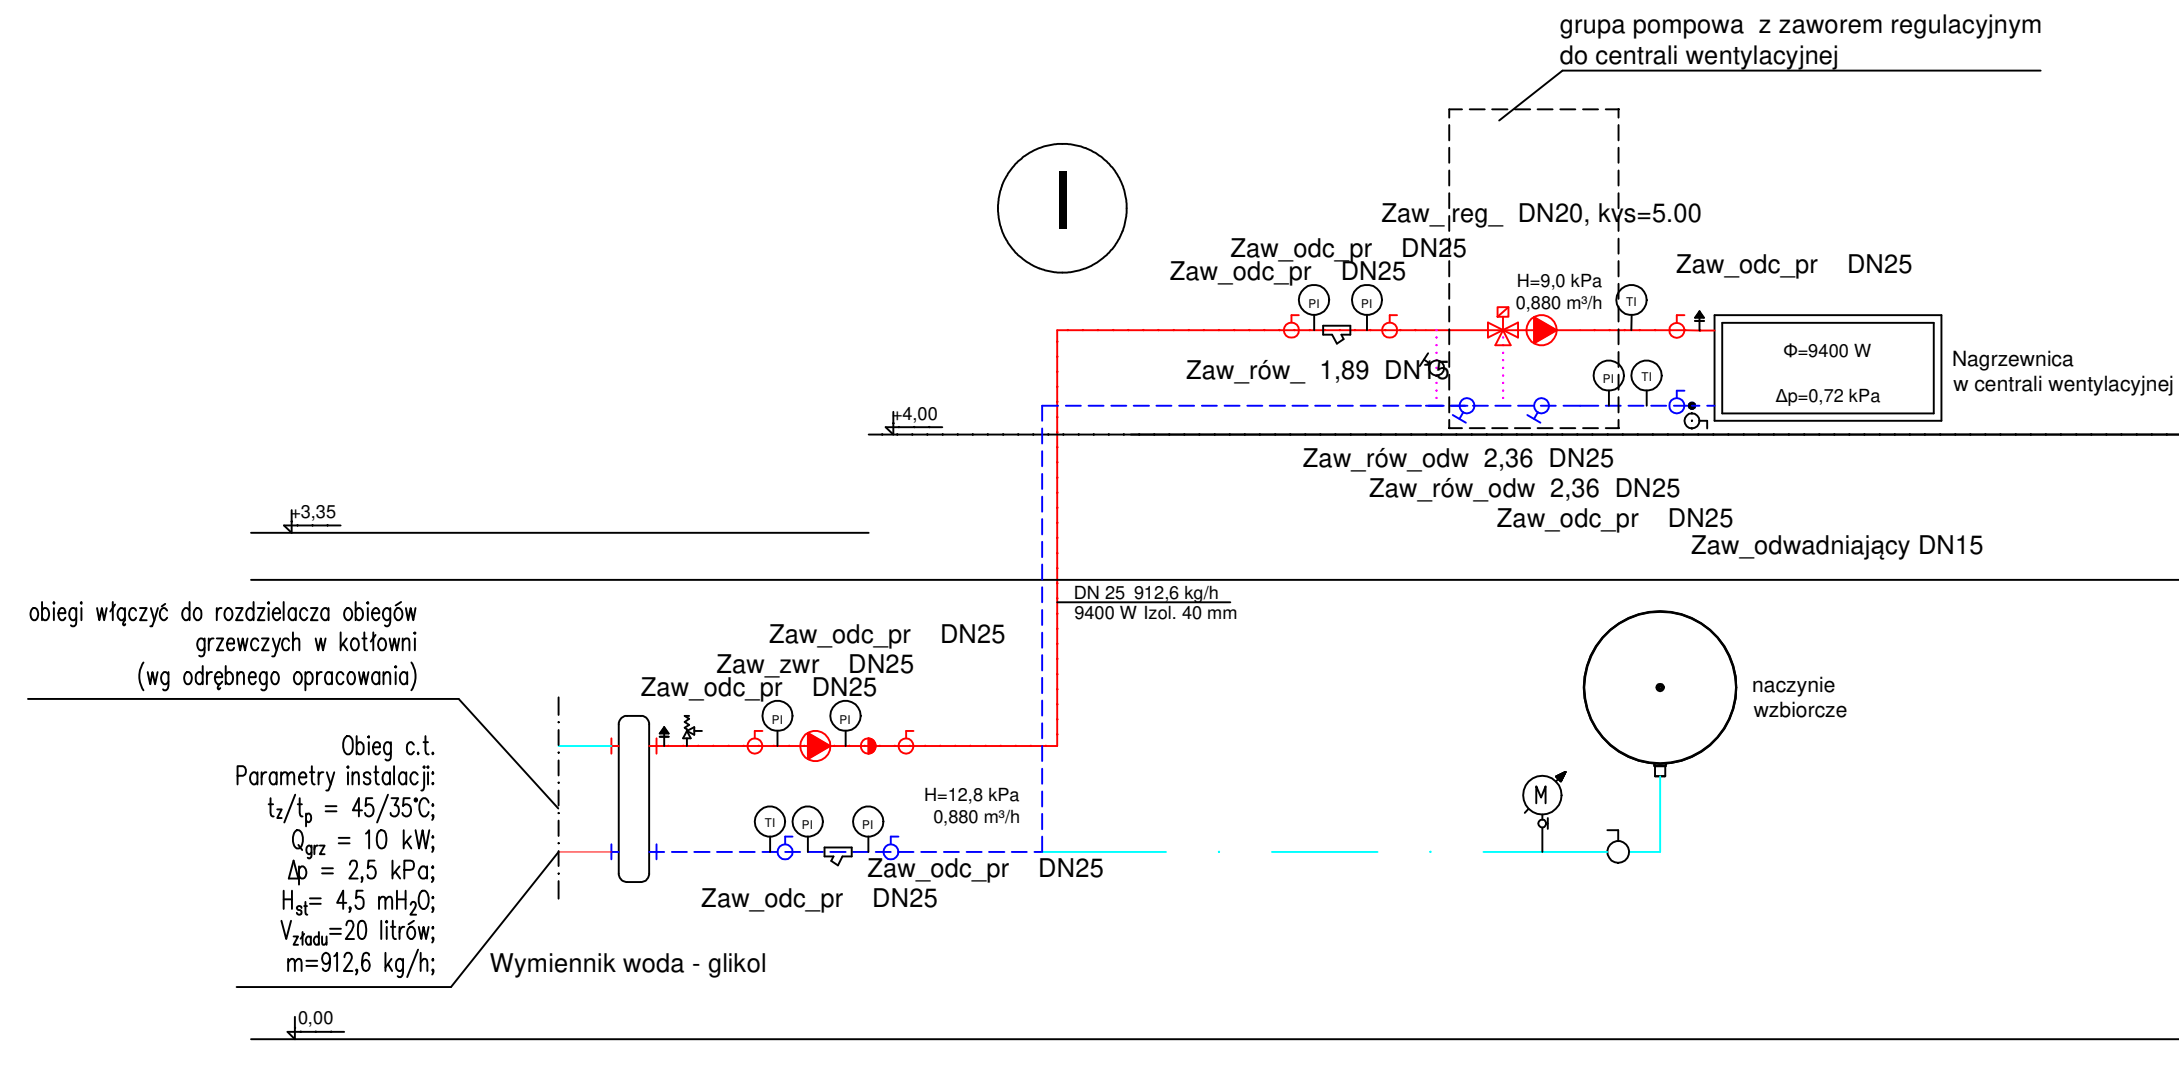 grupa pompowa z zaworem regulacyjnym
do centrali wentylacyjnej
I
Zaw_reg_ DN20, kvs=5.00
Zaw_odc_pr DN25
Zaw_odc_pr DN25
Zaw_odc_pr DN25
H=9,0 kPa
0,880 m³/h
PI
PI
TI
Φ=9400 W
Δp=0,72 kPa
Nagrzewnica
w centrali wentylacyjnej
Zaw_rów_ 1,89 DN15
PI
TI
+4,00
Zaw_rów_odw 2,36 DN25
Zaw_rów_odw 2,36 DN25
Zaw_odc_pr DN25
Zaw_odwadniający DN15
+3,35
DN 25 912,6 kg/h
9400 W Izol. 40 mm
obiegi włączyć do rozdzielacza obiegów
grzewczych w kotłowni
(wg odrębnego opracowania)
Zaw_odc_pr DN25
Zaw_zwr DN25
Zaw_odc_pr DN25
PI
PI
naczynie
wzbiorcze
Obieg c.t.
Parametry instalacji:
tz/tp = 45/35°C;
Qgrz = 10 kW;
Δp = 2,5 kPa;
Hst= 4,5 mH2O;
Vzładu=20 litrów;
m=912,6 kg/h;
H=12,8 kPa
0,880 m³/h
TI
PI
PI
M
Zaw_odc_pr DN25
Zaw_odc_pr DN25
Wymiennik woda - glikol
0,00